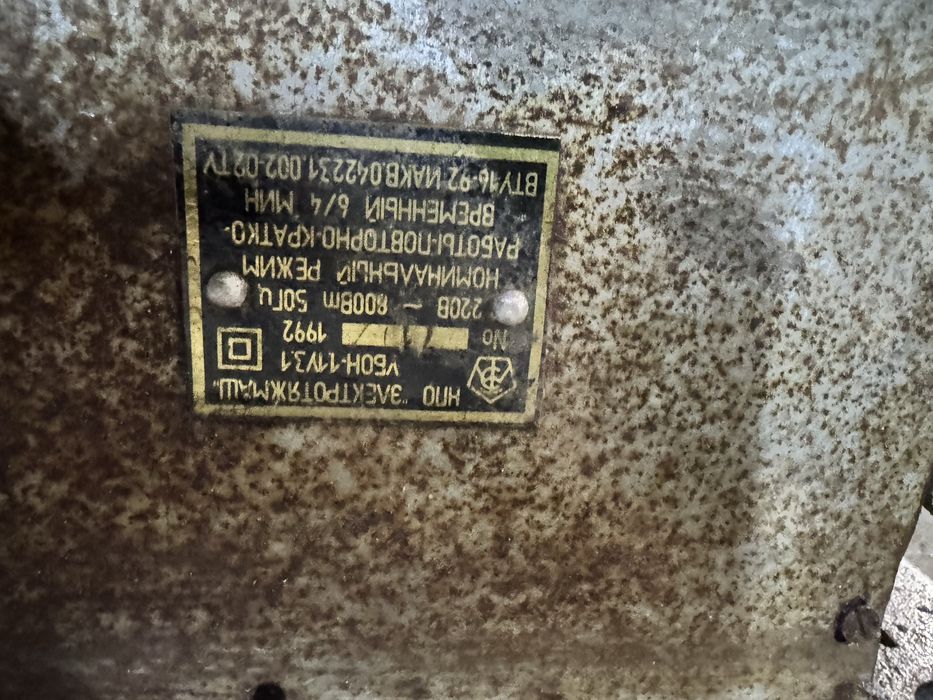 НПО "ЭЛЕКТРОТЯЖМАШ"
УБОН-11У3.1
No 1992
220В ~ 800Вт 50Гц
НОМИНАЛЬНЫЙ РЕЖИМ
РАБОТЫ-ПОВТОРНО-КРАТКО-
ВРЕМЕННЫЙ 6/4 МИН
ВТУ16-92 ИАКВ.042231.002-02ТУ